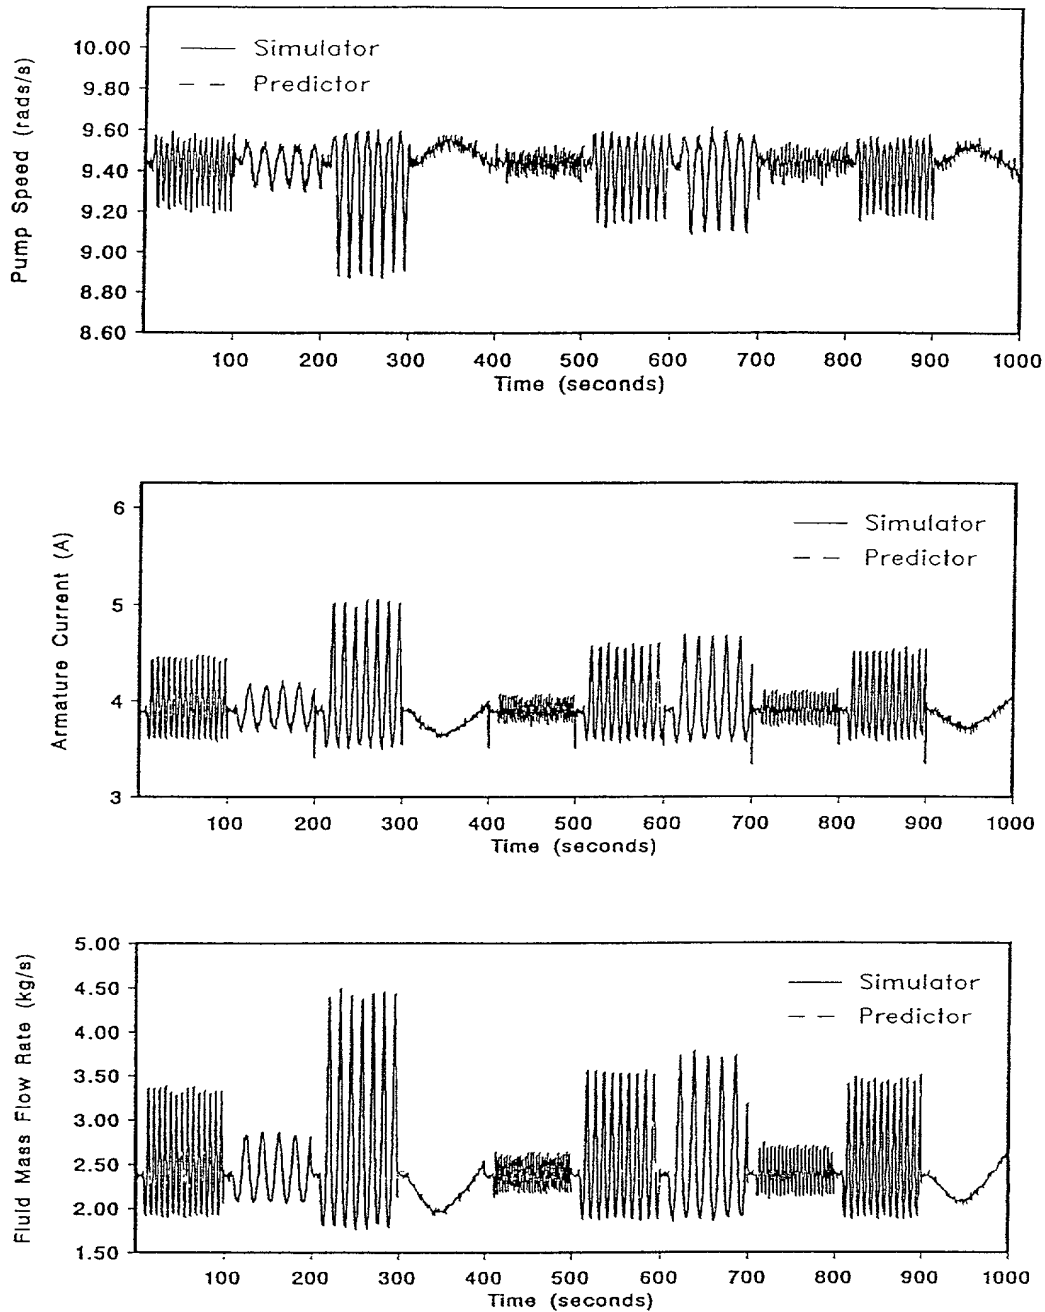 Pump Speed (rads/s)
10.00
9.80
9.60
9.40
9.20
9.00
8.80
8.60
Simulator
Predictor
100 200 300 400 500 600 700 800 900 1000
Time (seconds)
Armature Current (A)
6
5
4
3
Simulator
Predictor
100 200 300 400 500 600 700 800 900 1000
Time (seconds)
Fluid Mass Flow Rate (kg/s)
5.00
4.50
4.00
3.50
3.00
2.50
2.00
1.50
Simulator
Predictor
100 200 300 400 500 600 700 800 900 1000
Time (seconds)